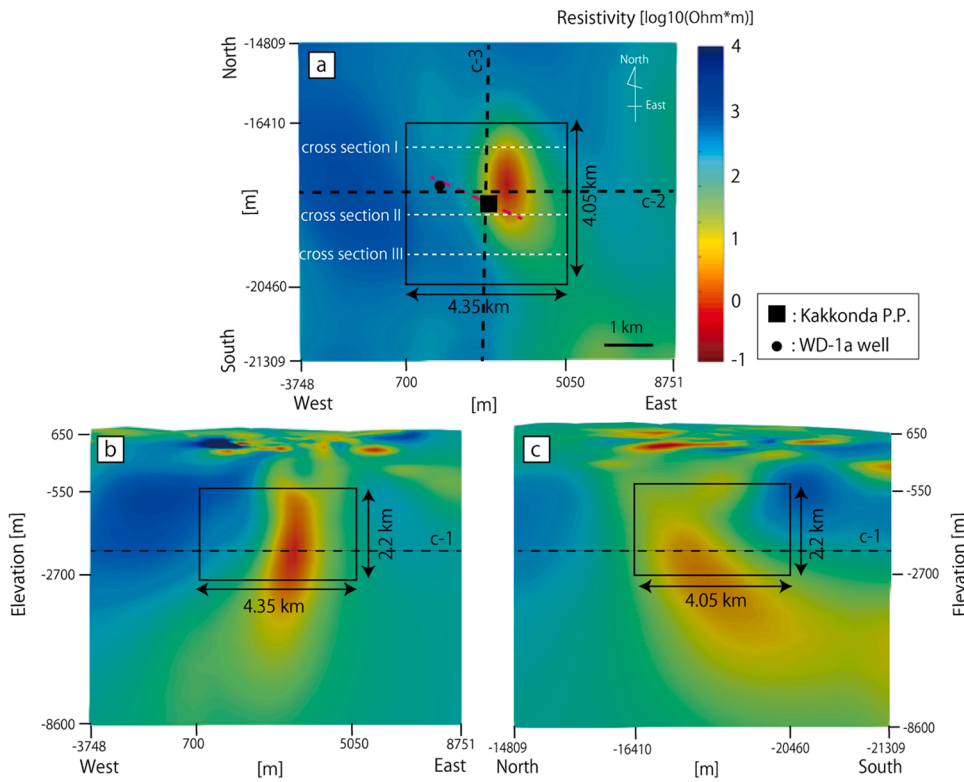 Resistivity [log10(Ohm*m)]
a
North
-14809
-16410
[m]
-20460
South
-21309
c-3
North
East
cross section I
cross section II
cross section III
c-2
4.05 km
4.35 km
1 km
4
3
2
1
0
-1
: Kakkonda P.P.
: WD-1a well
-3748
700
5050
8751
West
[m]
East
b
650
-550
-2700
-8600
Elevation [m]
c-1
2.2 km
4.35 km
-3748
700
5050
8751
West
[m]
East
c
650
-550
-2700
-8600
Elevation [m]
c-1
2.2 km
4.05 km
-14809
-16410
-20460
-21309
North
[m]
South